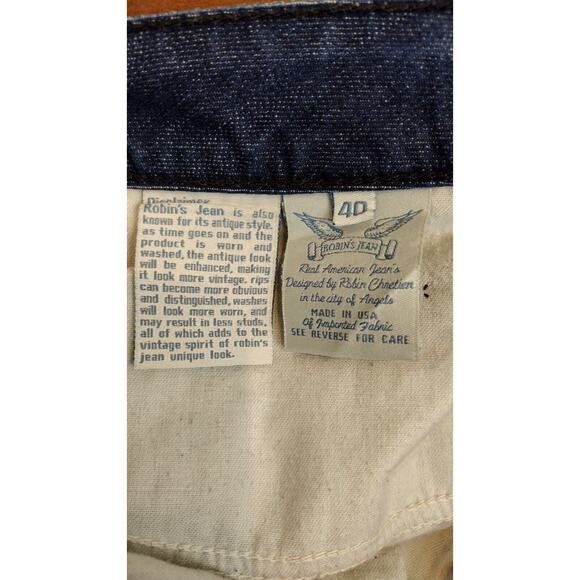 Disclaimer
Robin's Jean is also
known for its antique style.
as time goes on and the
product is worn and
washed, the antique look
will be enhanced, making
it look more vintage. rips
can become more obvious
and distinguished, washes
will look more worn, and
may result in less studs,
all of which adds to the
vintage spirit of robin's
jean unique look.
40
ROBIN'S JEAN
Real American Jean's
Designed by Robin Chretien
in the city of Angels
MADE IN USA
Of Imported Fabric
SEE REVERSE FOR CARE